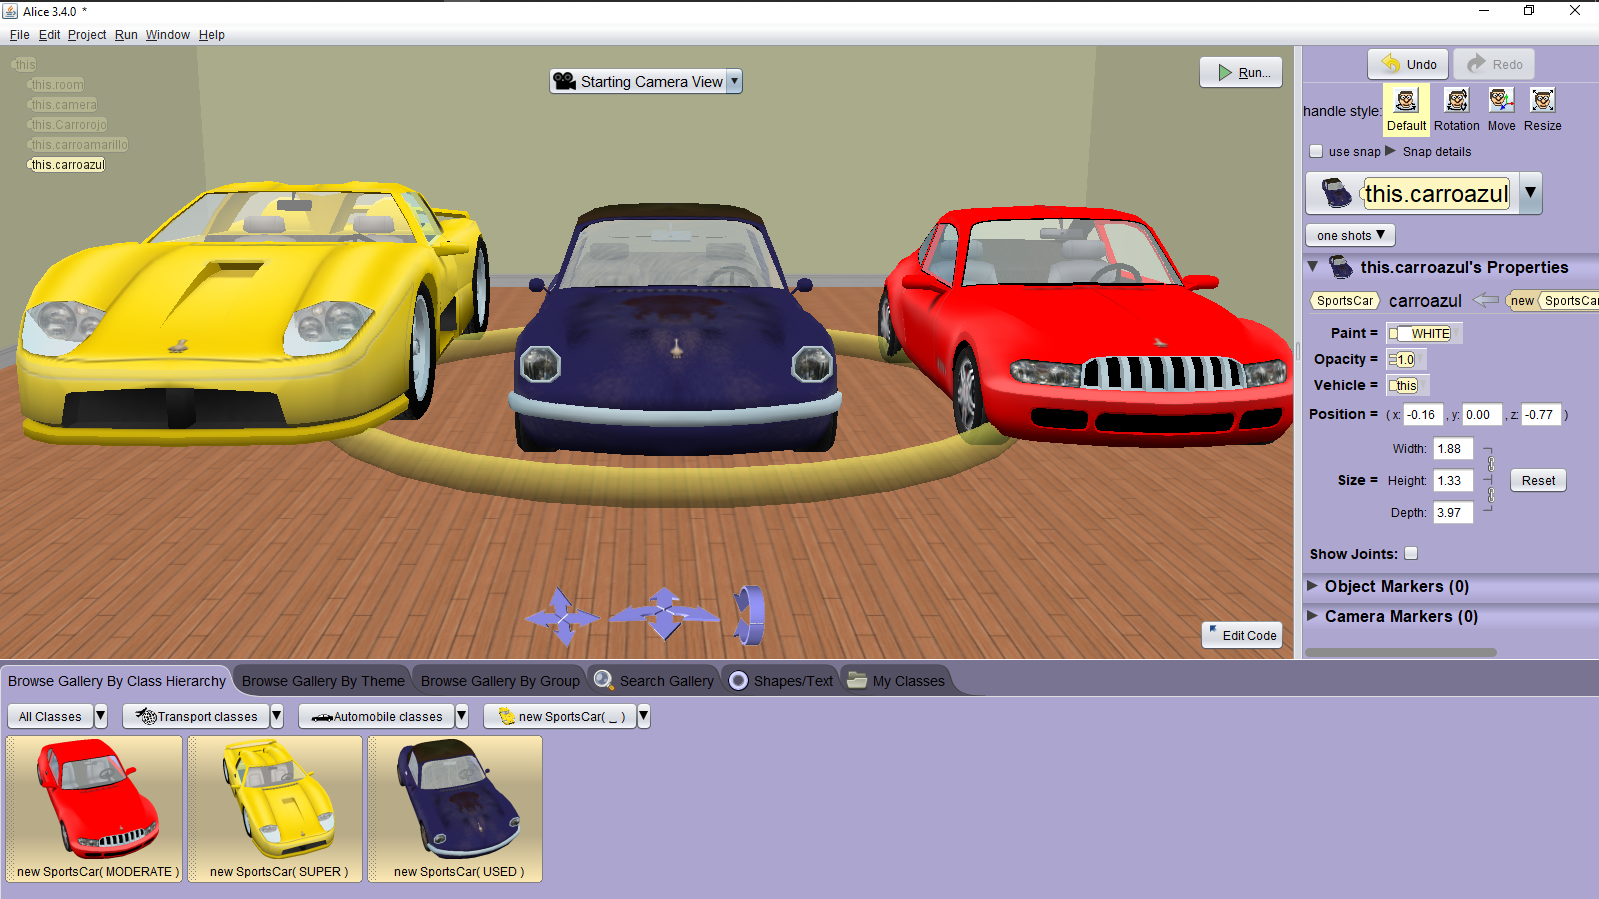 Alice 3.4.0 *
File Edit Project Run Window Help
this
this.room
this.camera
this.Carrorojo
this.carroamarillo
this.carroazul
Starting Camera View
Run...
Edit Code
Undo Redo
handle style: Default Rotation Move Resize
use snap Snap details
this.carroazul
one shots
this.carroazul's Properties
SportsCar carroazul new SportsCar
Paint = WHITE
Opacity = 1.0
Vehicle = this
Position = ( x: -0.16 , y: 0.00 , z: -0.77 )
Width: 1.88
Size = Height: 1.33 Reset
Depth: 3.97
Show Joints:
Object Markers (0)
Camera Markers (0)
Browse Gallery By Class Hierarchy Browse Gallery By Theme Browse Gallery By Group Search Gallery Shapes/Text My Classes
All Classes Transport classes Automobile classes new SportsCar( _ )
new SportsCar( MODERATE ) new SportsCar( SUPER ) new SportsCar( USED )